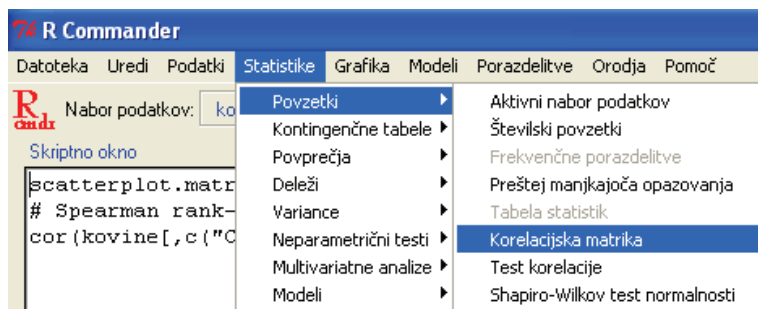 R Commander
Datoteka Uredi Podatki Statistike Grafika Modeli Porazdelitve Orodja Pomoč
R cmdr Nabor podatkov: ko
Skriptno okno
scatterplot.matr
# Spearman rank-
cor(kovine[,c("C
Povzetki
Kontingenčne tabele
Povprečja
Deleži
Variance
Neparametrični testi
Multivariatne analize
Modeli
Aktivni nabor podatkov
Številski povzetki
Frekvenčne porazdelitve
Preštej manjkajoča opazovanja
Tabela statistik
Korelacijska matrika
Test korelacije
Shapiro-Wilkov test normalnosti